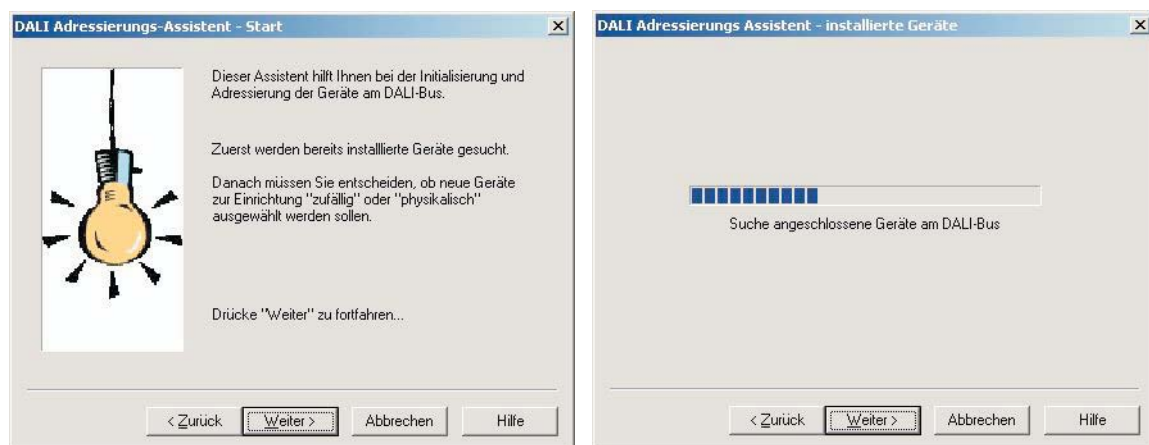 DALI Adressierungs-Assistent - Start
Dieser Assistent hilft Ihnen bei der Initialisierung und
Adressierung der Geräte am DALI-Bus.
Zuerst werden bereits installlierte Geräte gesucht.
Danach müssen Sie entscheiden, ob neue Geräte
zur Einrichtung "zufällig" oder "physikalisch"
ausgewählt werden sollen.
Drücke "Weiter" zu fortfahren...
< Zurück
Weiter >
Abbrechen
Hilfe
DALI Adressierungs Assistent - installierte Geräte
Suche angeschlossene Geräte am DALI-Bus
< Zurück
Weiter >
Abbrechen
Hilfe